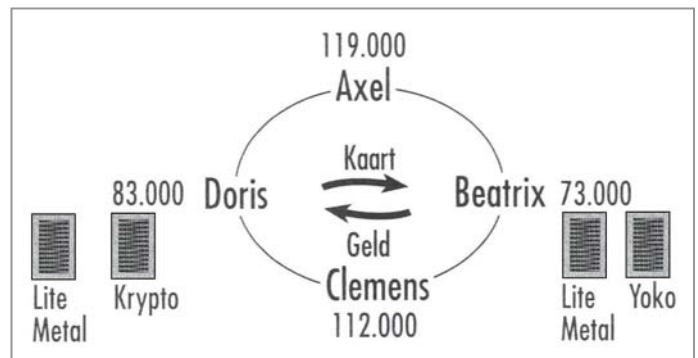 119.000
Axel
Kaart
83.000 Doris
Beatrix 73.000
Geld
Clemens
112.000
Lite
Metal
Krypto
Lite
Metal
Yoko